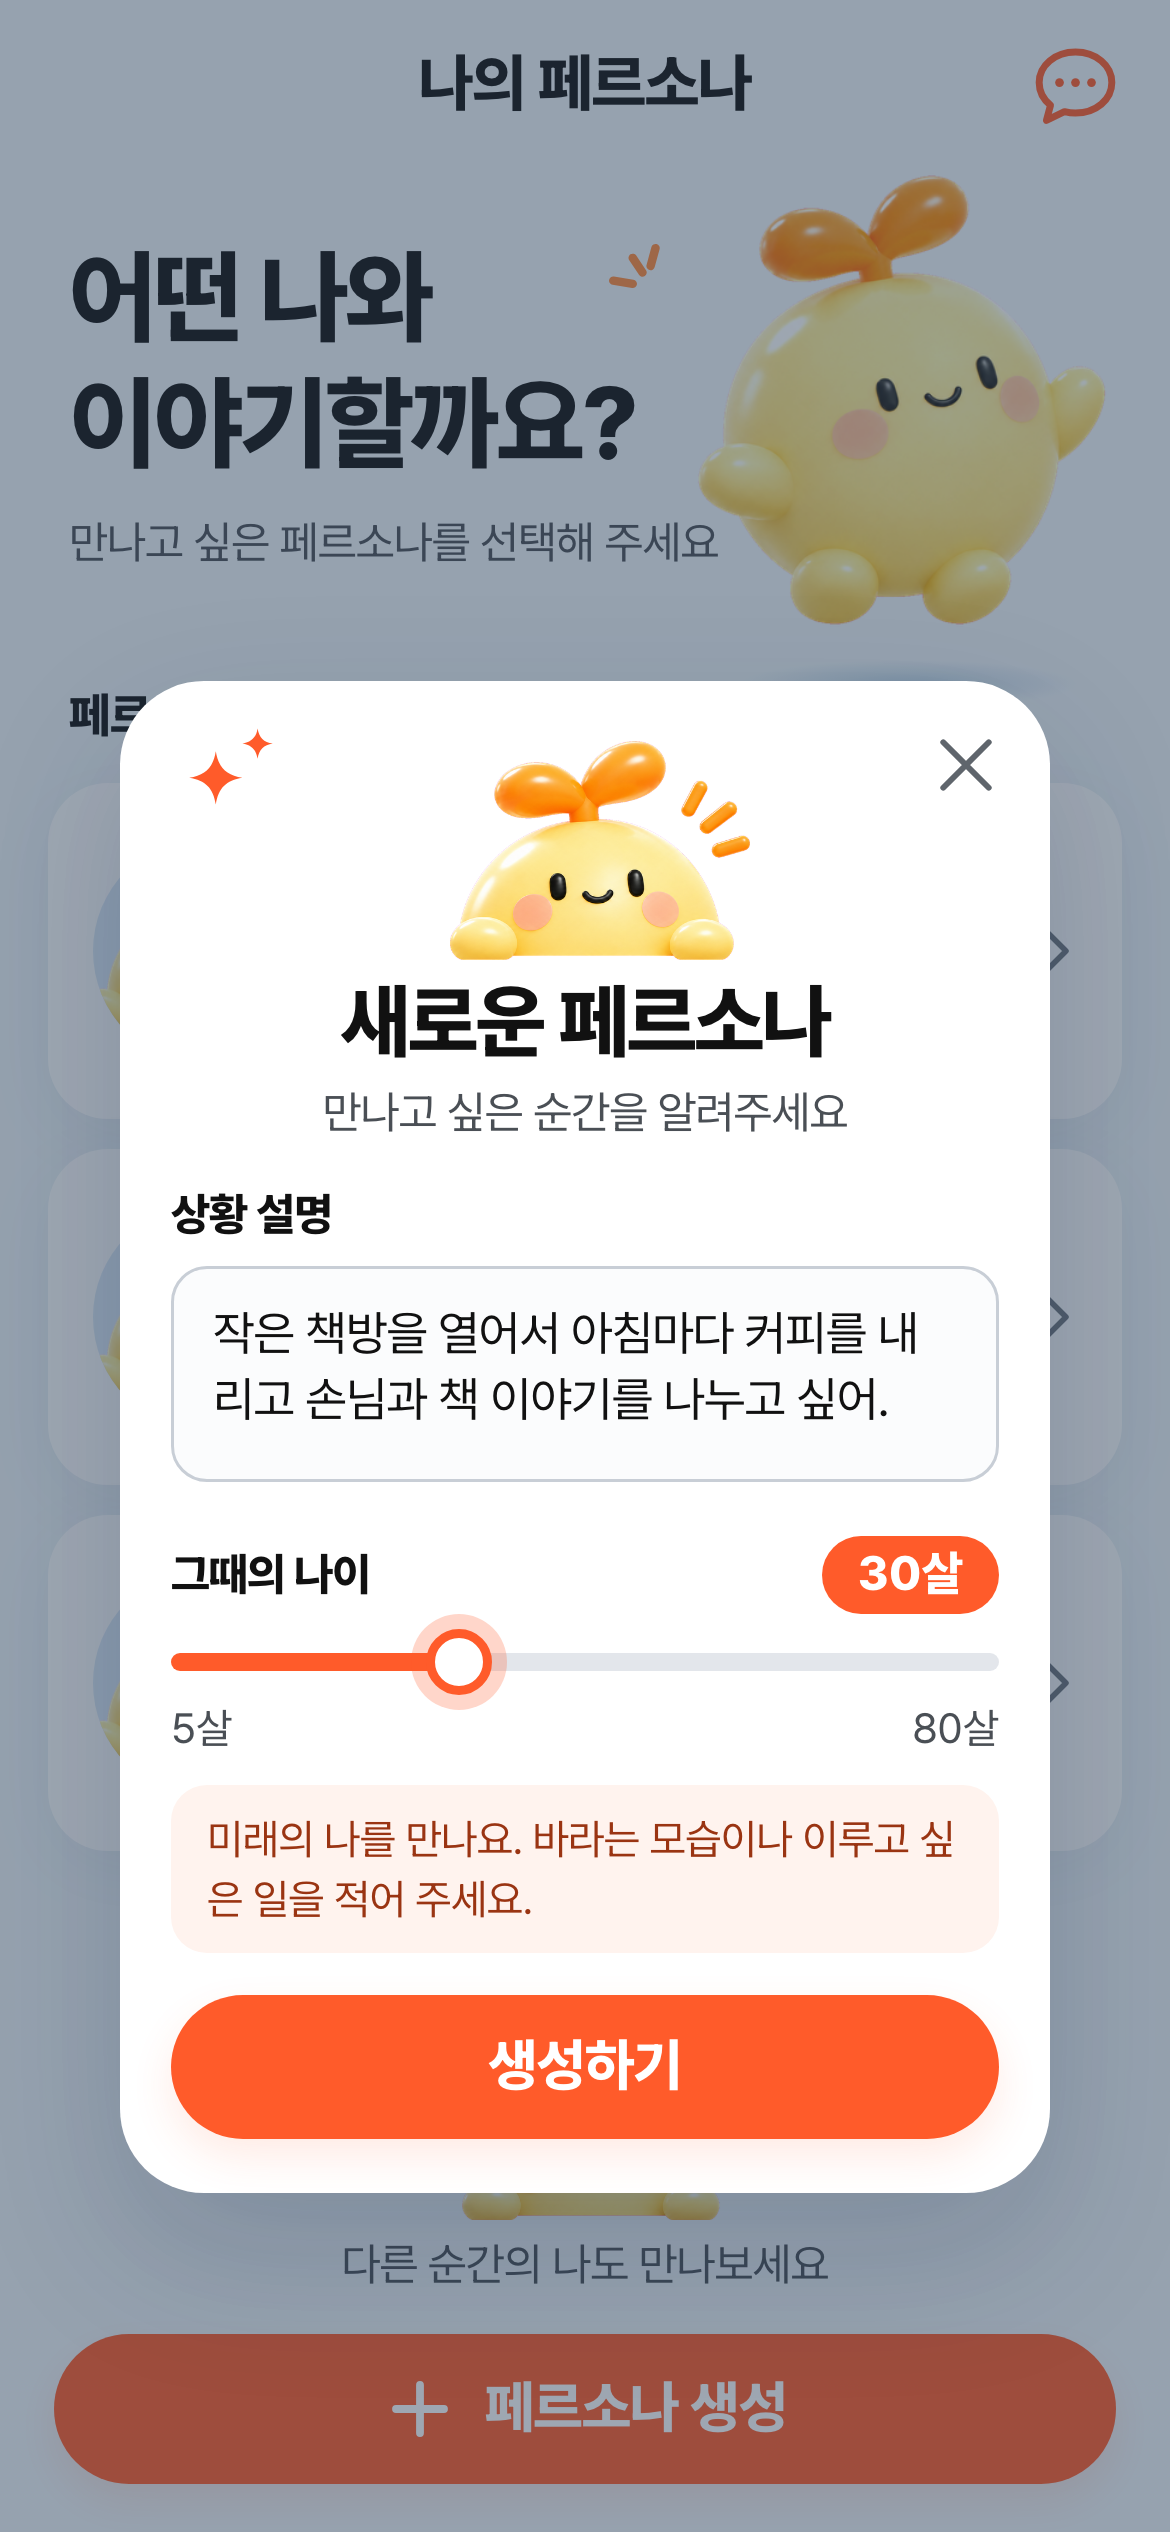 나의 페르소나
어떤 나와
이야기할까요?
만나고 싶은 페르소나를 선택해 주세요
새로운 페르소나
만나고 싶은 순간을 알려주세요
상황 설명
작은 책방을 열어서 아침마다 커피를 내
리고 손님과 책 이야기를 나누고 싶어.
그때의 나이
30살
5살
80살
미래의 나를 만나요. 바라는 모습이나 이루고 싶
은 일을 적어 주세요.
생성하기
다른 순간의 나도 만나보세요
페르소나 생성